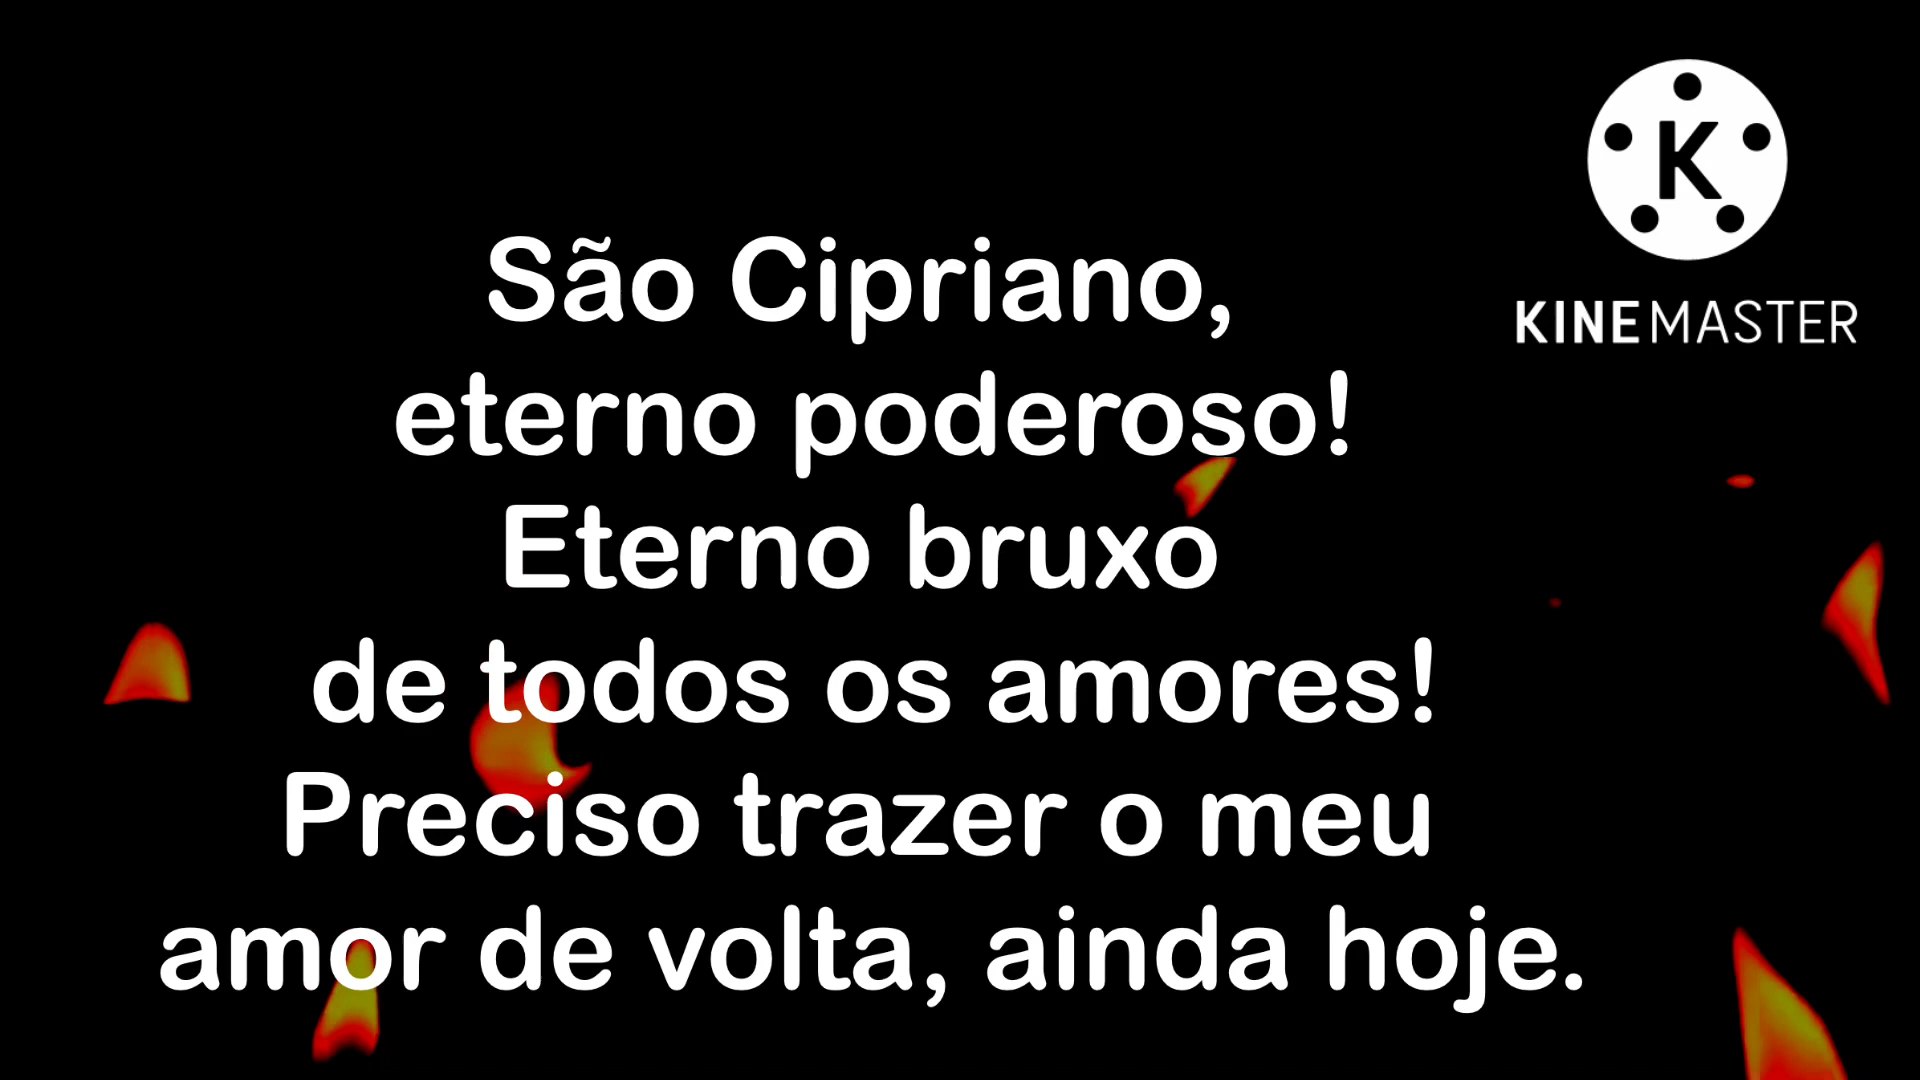 K
KINEMASTER
São Cipriano,
eterno poderoso!
Eterno bruxo
de todos os amores!
Preciso trazer o meu
amor de volta, ainda hoje.